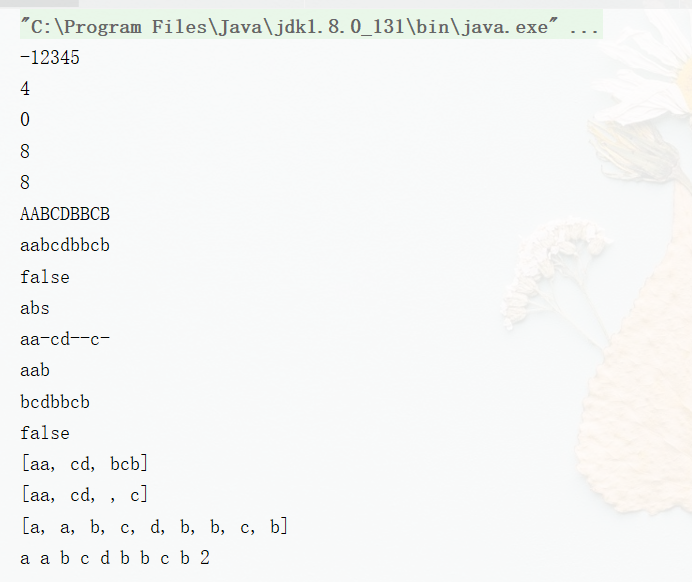 "C:\Program Files\Java\jdk1.8.0_131\bin\java.exe" ...
-12345
4
0
8
8
AABCDBBCB
aabcdbbcb
false
abs
aa-cd--c-
aab
bcdbbcb
false
[aa, cd, bcb]
[aa, cd, , c]
[a, a, b, c, d, b, b, c, b]
a a b c d b b c b 2